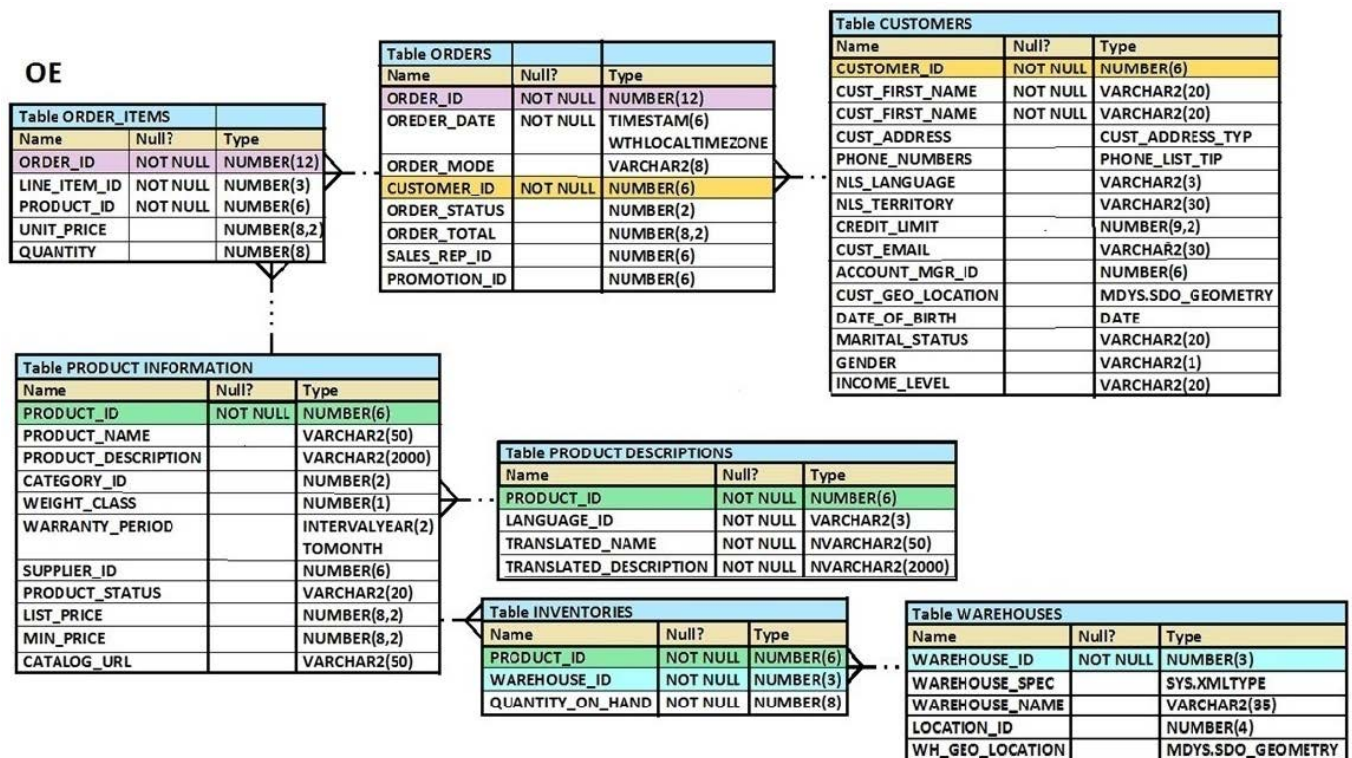 OE
Table ORDER_ITEMS
Name Null? Type
ORDER_ID NOT NULL NUMBER(12)
LINE_ITEM_ID NOT NULL NUMBER(3)
PRODUCT_ID NOT NULL NUMBER(6)
UNIT_PRICE NUMBER(8,2)
QUANTITY NUMBER(8)
Table ORDERS
Name Null? Type
ORDER_ID NOT NULL NUMBER(12)
OREDER_DATE NOT NULL TIMESTAM(6)
WTHLOCALTIMEZONE
ORDER_MODE VARCHAR2(8)
CUSTOMER_ID NOT NULL NUMBER(6)
ORDER_STATUS NUMBER(2)
ORDER_TOTAL NUMBER(8,2)
SALES_REP_ID NUMBER(6)
PROMOTION_ID NUMBER(6)
Table CUSTOMERS
Name Null? Type
CUSTOMER_ID NOT NULL NUMBER(6)
CUST_FIRST_NAME NOT NULL VARCHAR2(20)
CUST_FIRST_NAME NOT NULL VARCHAR2(20)
CUST_ADDRESS CUST_ADDRESS_TYP
PHONE_NUMBERS PHONE_LIST_TIP
NLS_LANGUAGE VARCHAR2(3)
NLS_TERRITORY VARCHAR2(30)
CREDIT_LIMIT NUMBER(9,2)
CUST_EMAIL VARCHAR2(30)
ACCOUNT_MGR_ID NUMBER(6)
CUST_GEO_LOCATION MDYS.SDO_GEOMETRY
DATE_OF_BIRTH DATE
MARITAL_STATUS VARCHAR2(20)
GENDER VARCHAR2(1)
INCOME_LEVEL VARCHAR2(20)
Table PRODUCT INFORMATION
Name Null? Type
PRODUCT_ID NOT NULL NUMBER(6)
PRODUCT_NAME VARCHAR2(50)
PRODUCT_DESCRIPTION VARCHAR2(2000)
CATEGORY_ID NUMBER(2)
WEIGHT_CLASS NUMBER(1)
WARRANTY_PERIOD INTERVALYEAR(2)
TOMONTH
SUPPLIER_ID NUMBER(6)
PRODUCT_STATUS VARCHAR2(20)
LIST_PRICE NUMBER(8,2)
MIN_PRICE NUMBER(8,2)
CATALOG_URL VARCHAR2(50)
Table PRODUCT DESCRIPTIONS
Name Null? Type
PRODUCT_ID NOT NULL NUMBER(6)
LANGUAGE_ID NOT NULL VARCHAR2(3)
TRANSLATED_NAME NOT NULL NVARCHAR2(50)
TRANSLATED_DESCRIPTION NOT NULL NVARCHAR2(2000)
Table INVENTORIES
Name Null? Type
PRODUCT_ID NOT NULL NUMBER(6)
WAREHOUSE_ID NOT NULL NUMBER(3)
QUANTITY_ON_HAND NOT NULL NUMBER(8)
Table WAREHOUSES
Name Null? Type
WAREHOUSE_ID NOT NULL NUMBER(3)
WAREHOUSE_SPEC SYS.XMLTYPE
WAREHOUSE_NAME VARCHAR2(35)
LOCATION_ID NUMBER(4)
WH_GEO_LOCATION MDYS.SDO_GEOMETRY